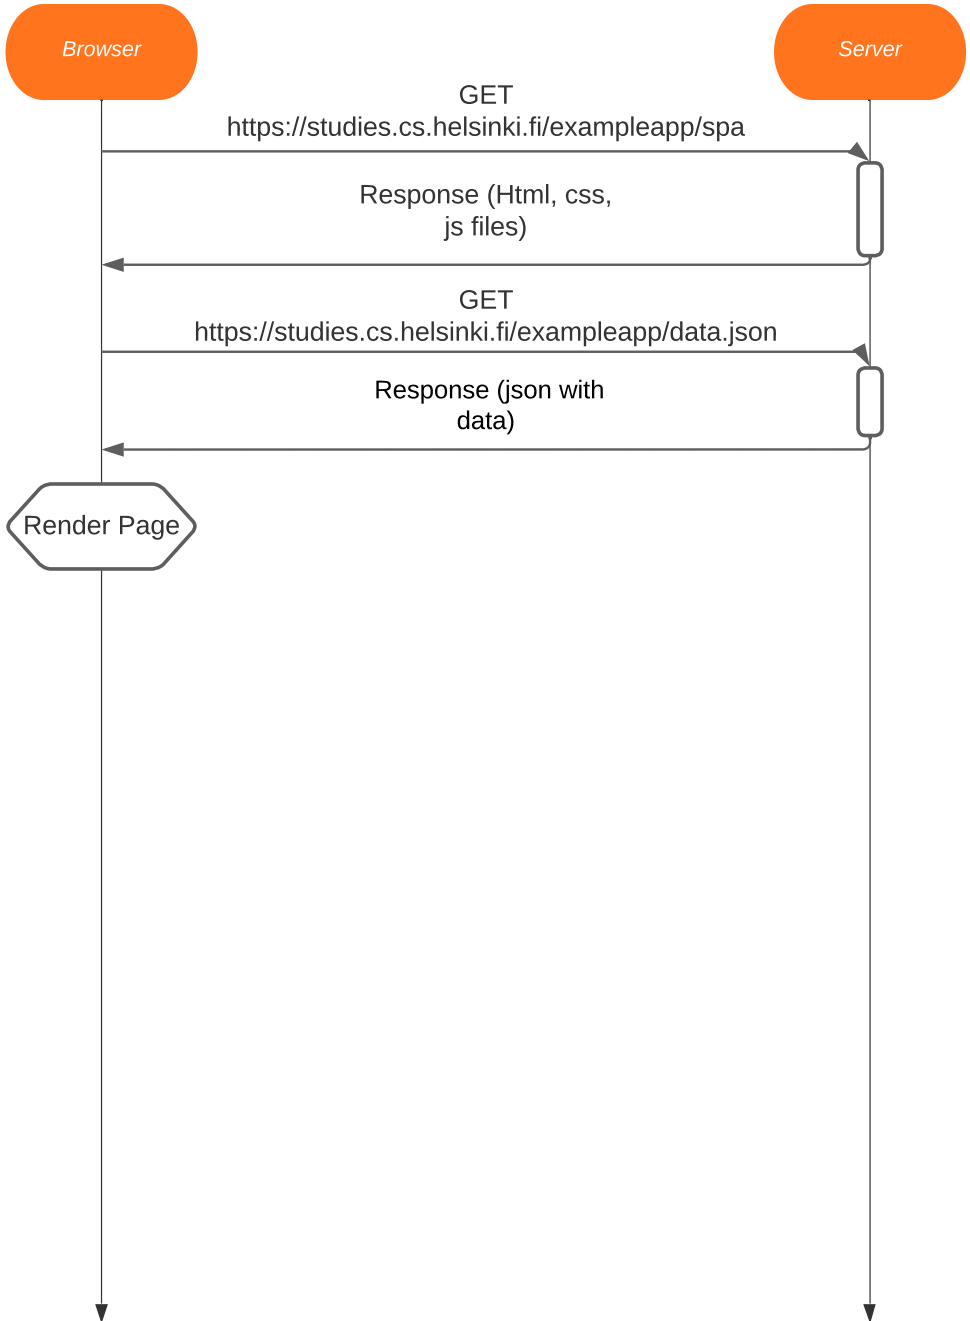 Browser
Server
GET
https://studies.cs.helsinki.fi/exampleapp/spa
Response (Html, css,
js files)
GET
https://studies.cs.helsinki.fi/exampleapp/data.json
Response (json with
data)
Render Page